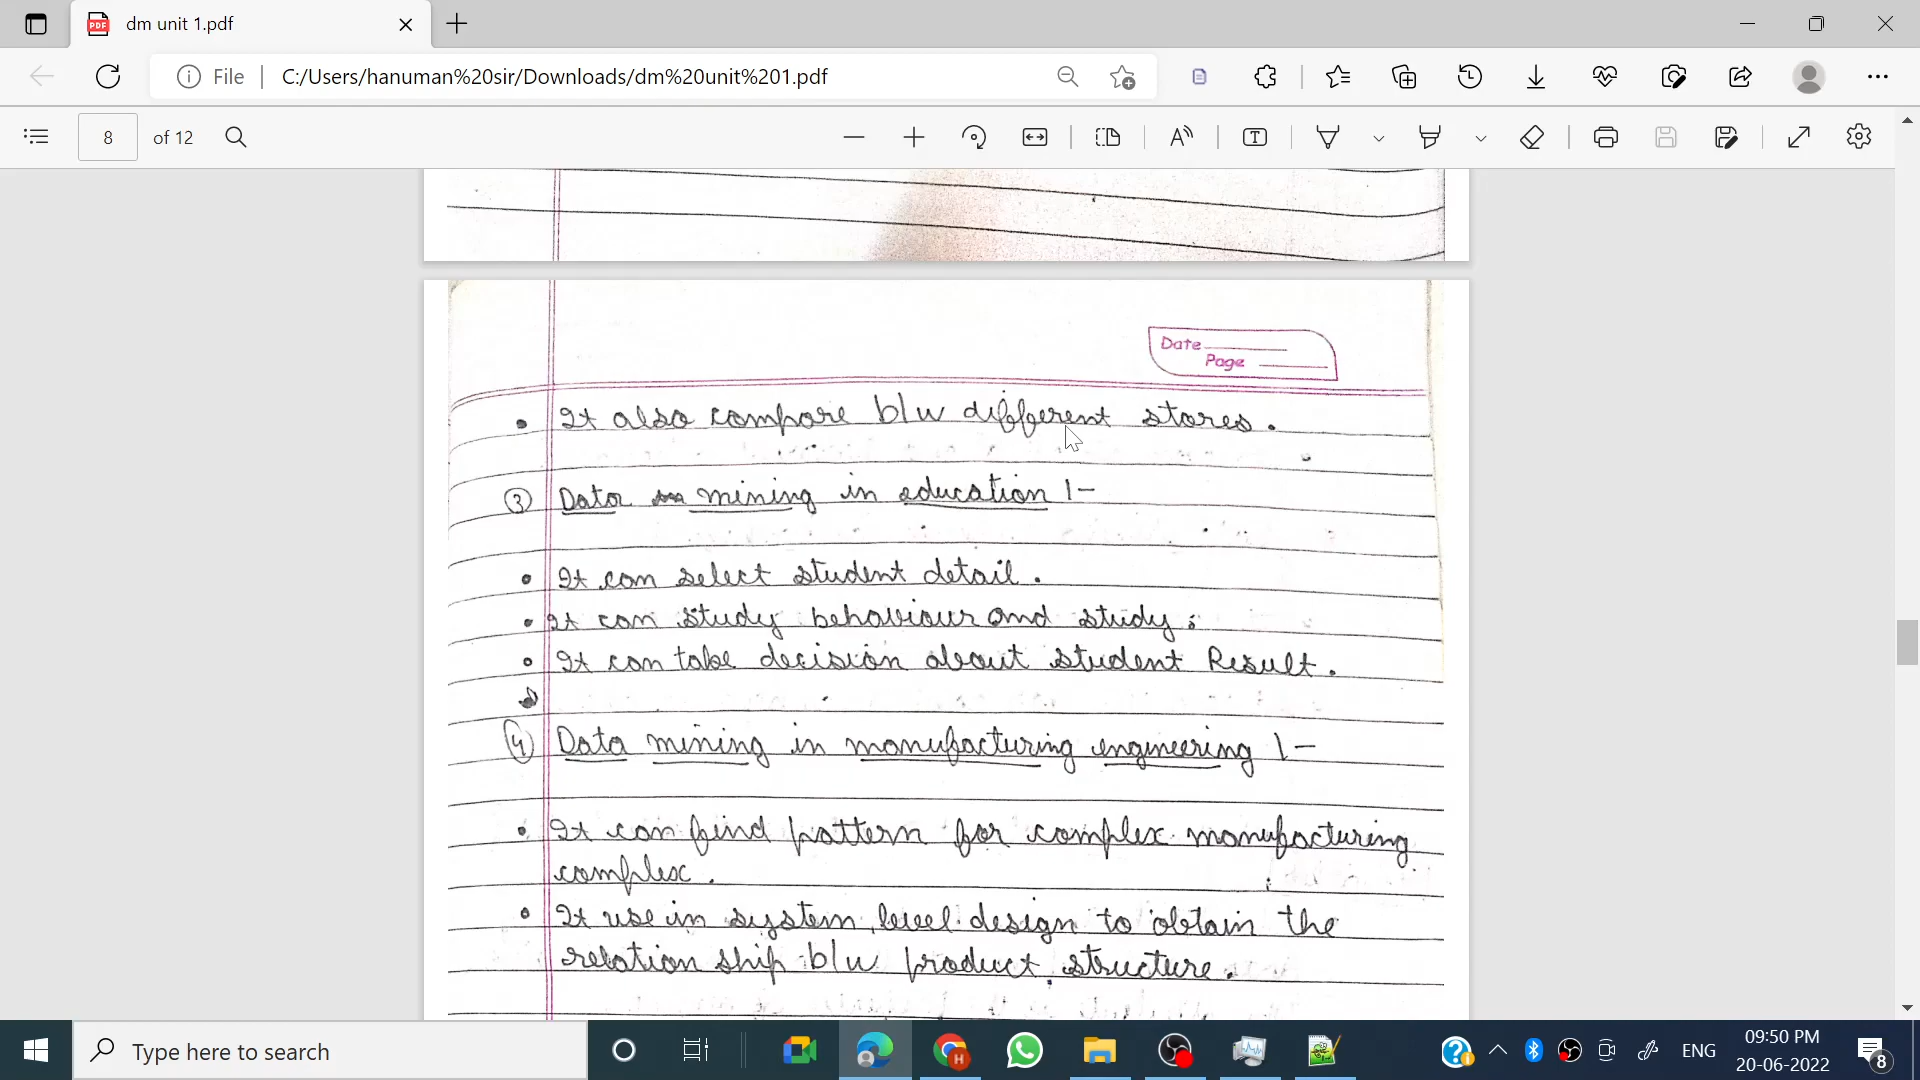 dm unit 1.pdf
File C:/Users/hanuman%20sir/Downloads/dm%20unit%201.pdf
8 of 12
Date
Page
• It also compare b/w different stores.
③ Data mining in education :-
• It can select student detail.
• It can study behaviour and study.
• It can take decision about student Result.
④ Data mining in manufacturing engineering :-
• It can find pattern for complex manufacturing
complex.
• It use in system level design to obtain the
relation ship b/w product structure.
Type here to search
ENG
09:50 PM
20-06-2022
8